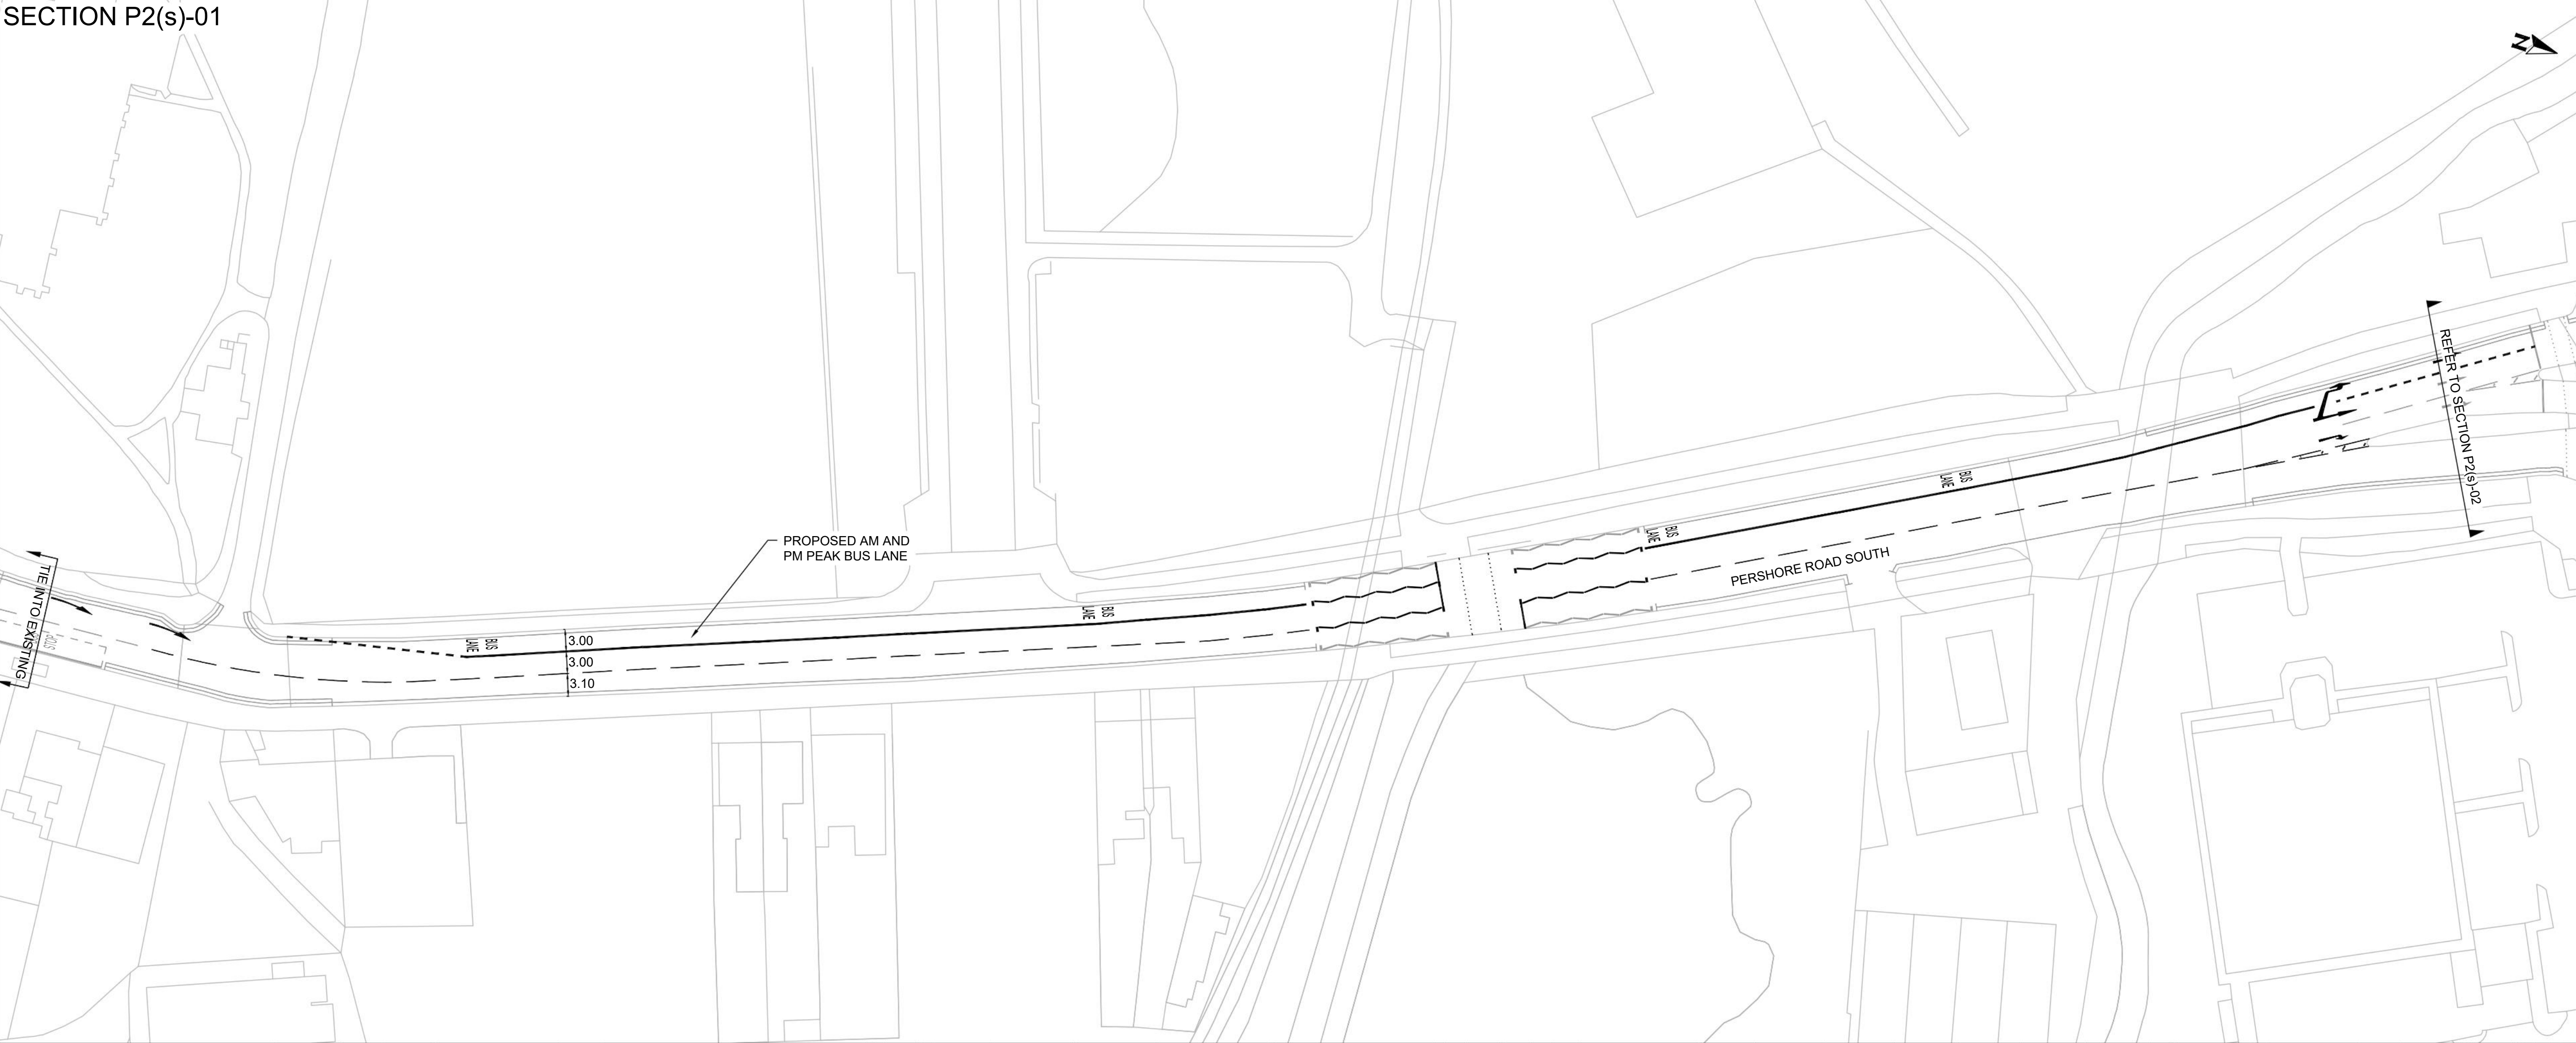 SECTION P2(s)-01
N
PROPOSED AM AND
PM PEAK BUS LANE
TIE INTO EXISTING
STOP
BUS
LANE
3.00
3.00
3.10
BUS
LANE
BUS
LANE
PERSHORE ROAD SOUTH
BUS
LANE
REFER TO SECTION P2(s)-02